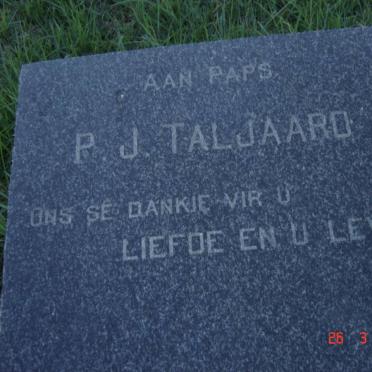 AAN PAPS
P. J. TALJAARD
ONS SÊ DANKIE VIR U
LIEFDE EN U
26 3